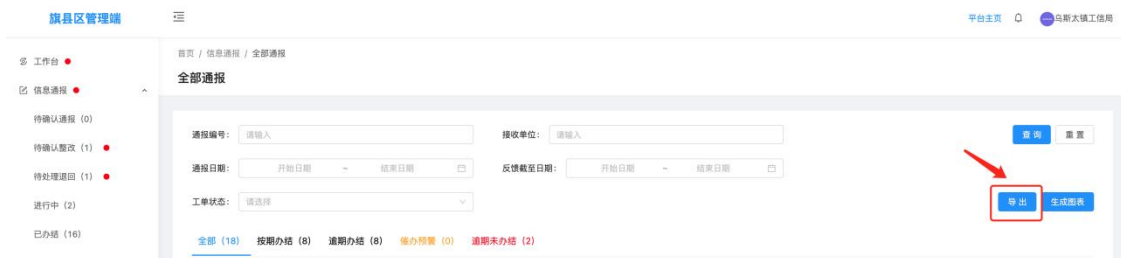 旗县区管理端
平台主页 乌斯太镇工信局
工作台
信息通报
待确认通报 (0)
待确认整改 (1)
待处理退回 (1)
进行中 (2)
已办结 (16)
首页 / 信息通报 / 全部通报
全部通报
通报编号: 请输入 接收单位: 请输入 查 询 重 置
通报日期: 开始日期 ~ 结束日期 反馈截至日期: 开始日期 ~ 结束日期
工单状态: 请选择 导 出 生成图表
全部 (18) 按期办结 (8) 逾期办结 (8) 催办预警 (0) 逾期未办结 (2)